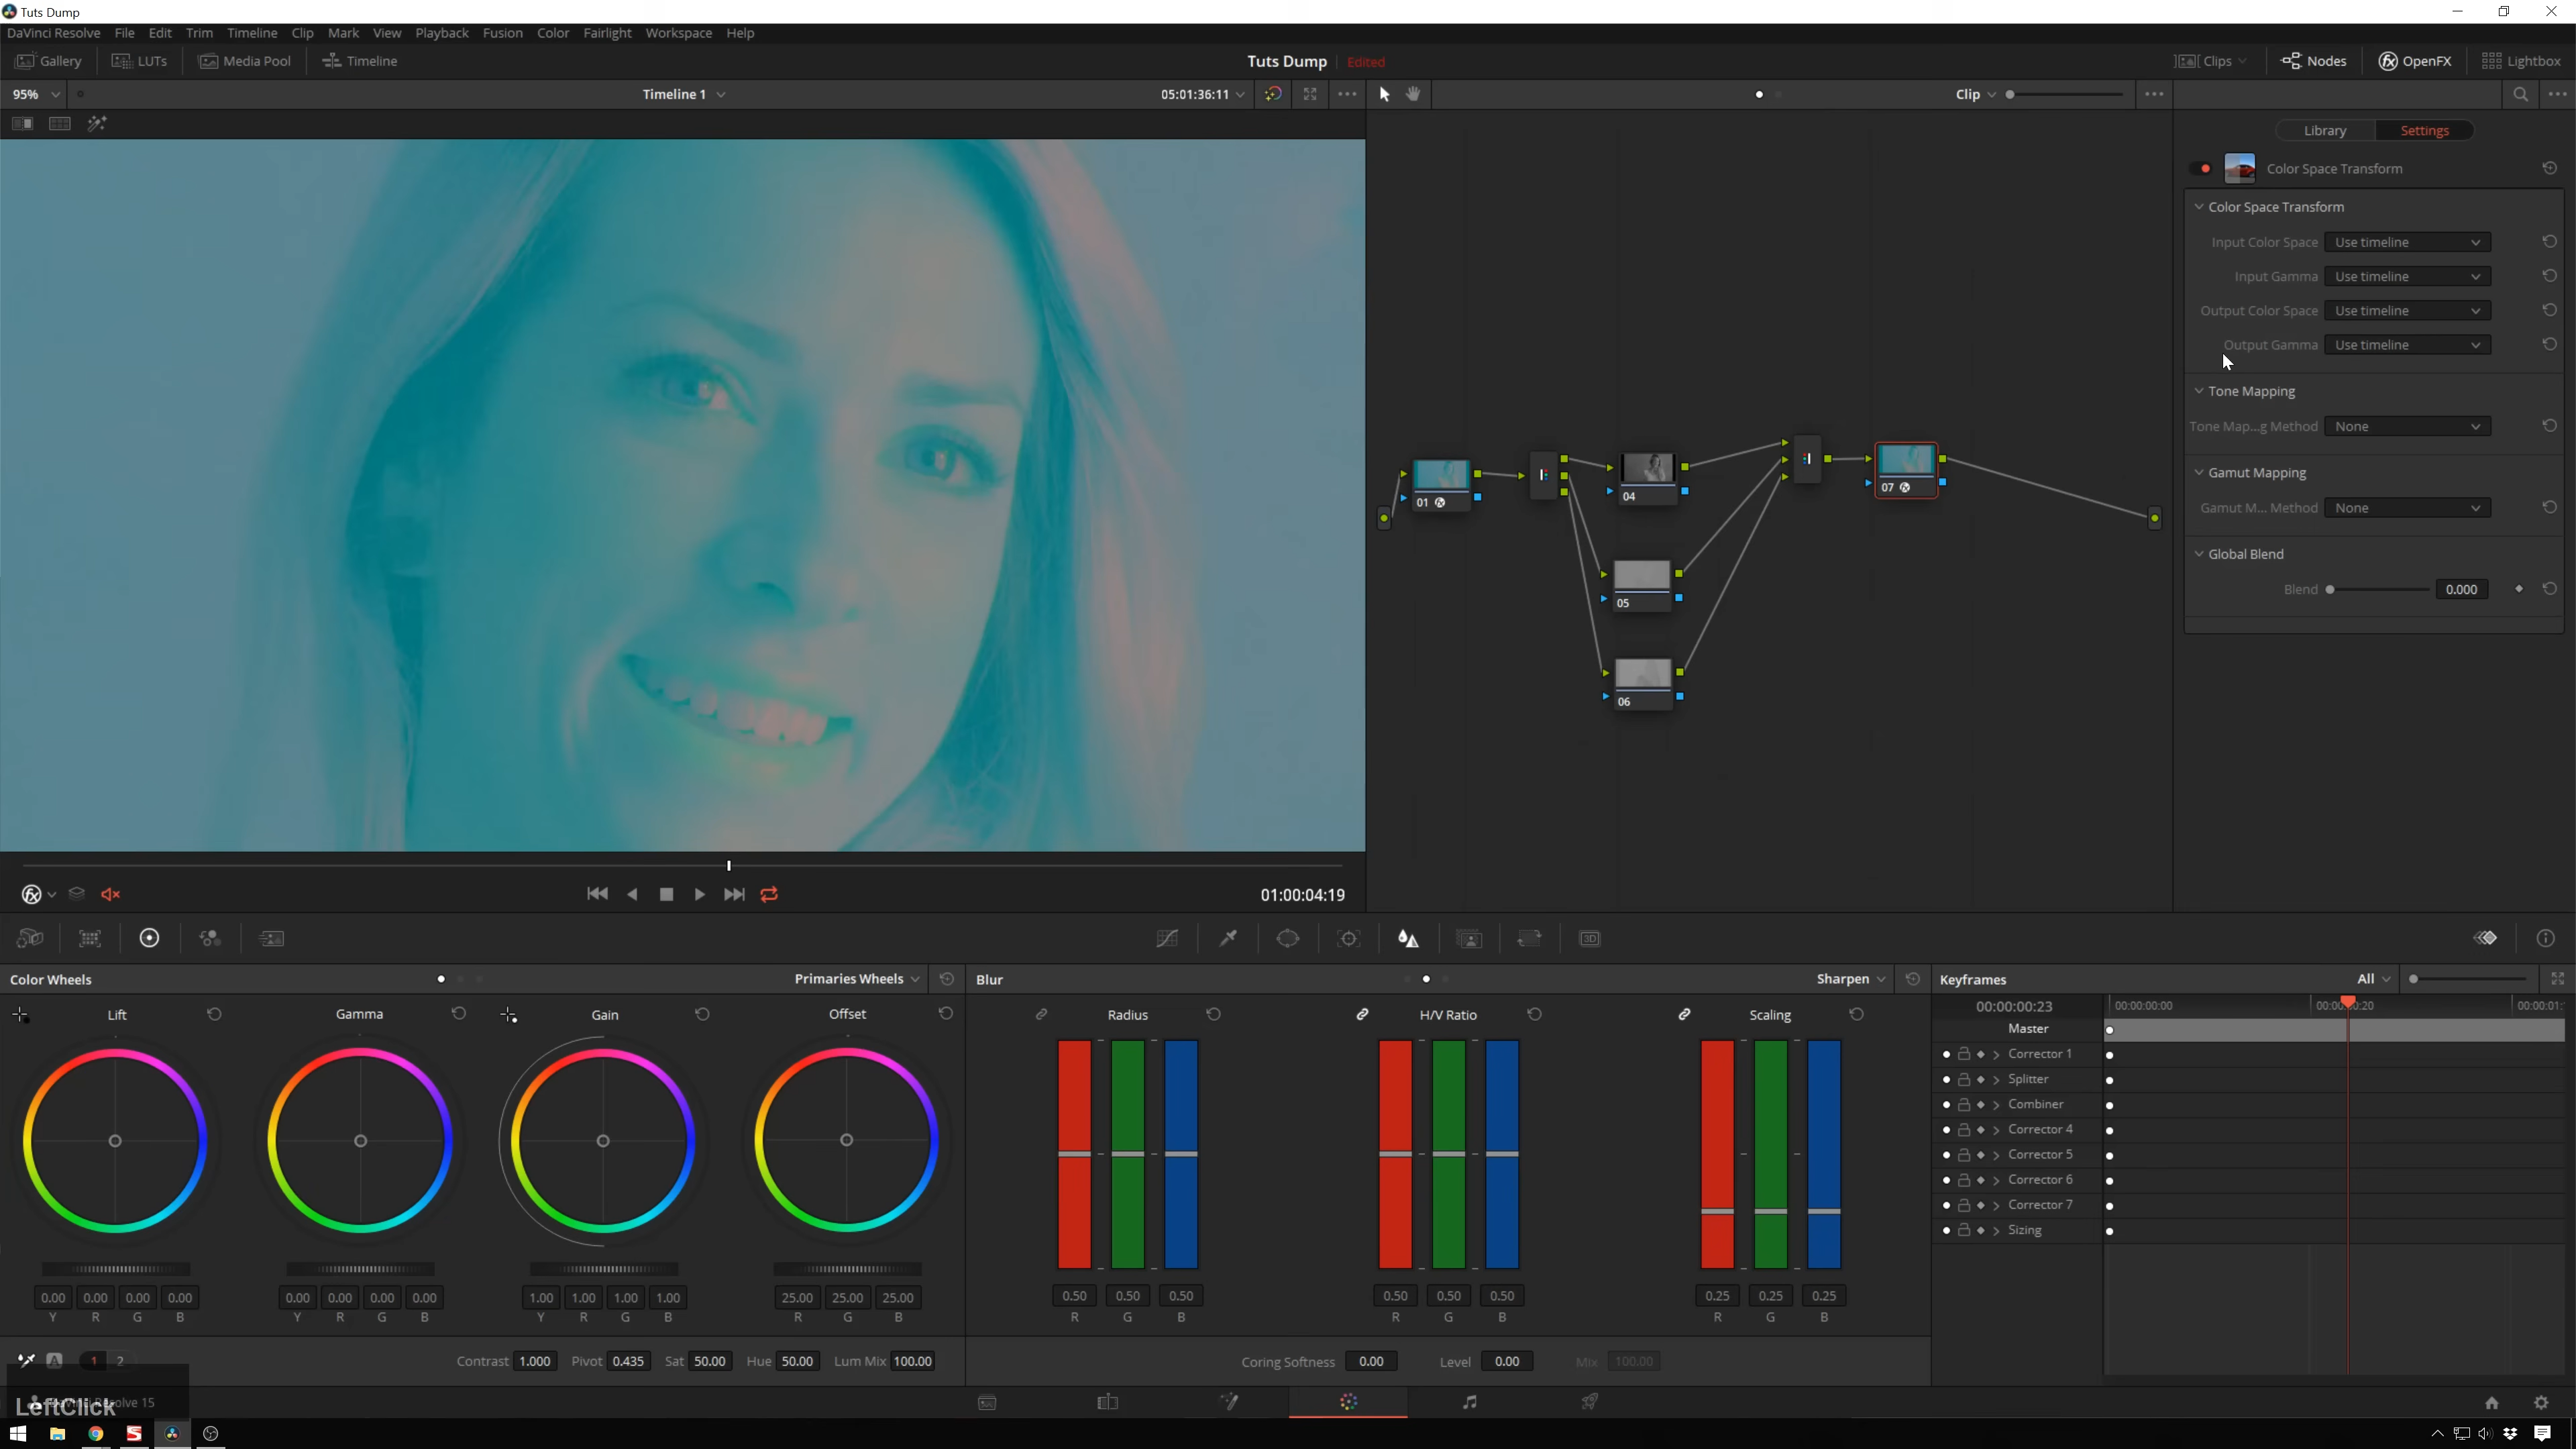 Tuts Dump
DaVinci Resolve File Edit Trim Timeline Clip Mark View Playback Fusion Color Fairlight Workspace Help
Gallery LUTs Media Pool Timeline Tuts Dump Edited Clips Nodes OpenFX Lightbox
95% Timeline 1 05:01:36:11 Clip
Library Settings
Color Space Transform
Color Space Transform
Input Color Space Use timeline
Input Gamma Use timeline
Output Color Space Use timeline
Output Gamma Use timeline
Tone Mapping
Tone Map...g Method None
Gamut Mapping
Gamut M... Method None
Global Blend
Blend 0.000
01
04
07
05
06
01:00:04:19
3D
Color Wheels Primaries Wheels Blur Sharpen Keyframes All
Lift Gamma Gain Offset Radius H/V Ratio Scaling
00:00:00:23 00:00:00:00
Master
Corrector 1
Splitter
Combiner
Corrector 4
Corrector 5
Corrector 6
Corrector 7
Sizing
0.00 0.00 0.00 0.00 0.00 0.00 0.00 0.00 1.00 1.00 1.00 1.00 25.00 25.00 25.00 0.50 0.50 0.50 0.50 0.50 0.50 0.25 0.25 0.25
Y R G B Y R G B Y R G B R G B R G B R G B R G B
A 1 2 Contrast 1.000 Pivot 0.435 Sat 50.00 Hue 50.00 Lum Mix 100.00 Coring Softness 0.00 Level 0.00 Mix 100.00
LeftClick